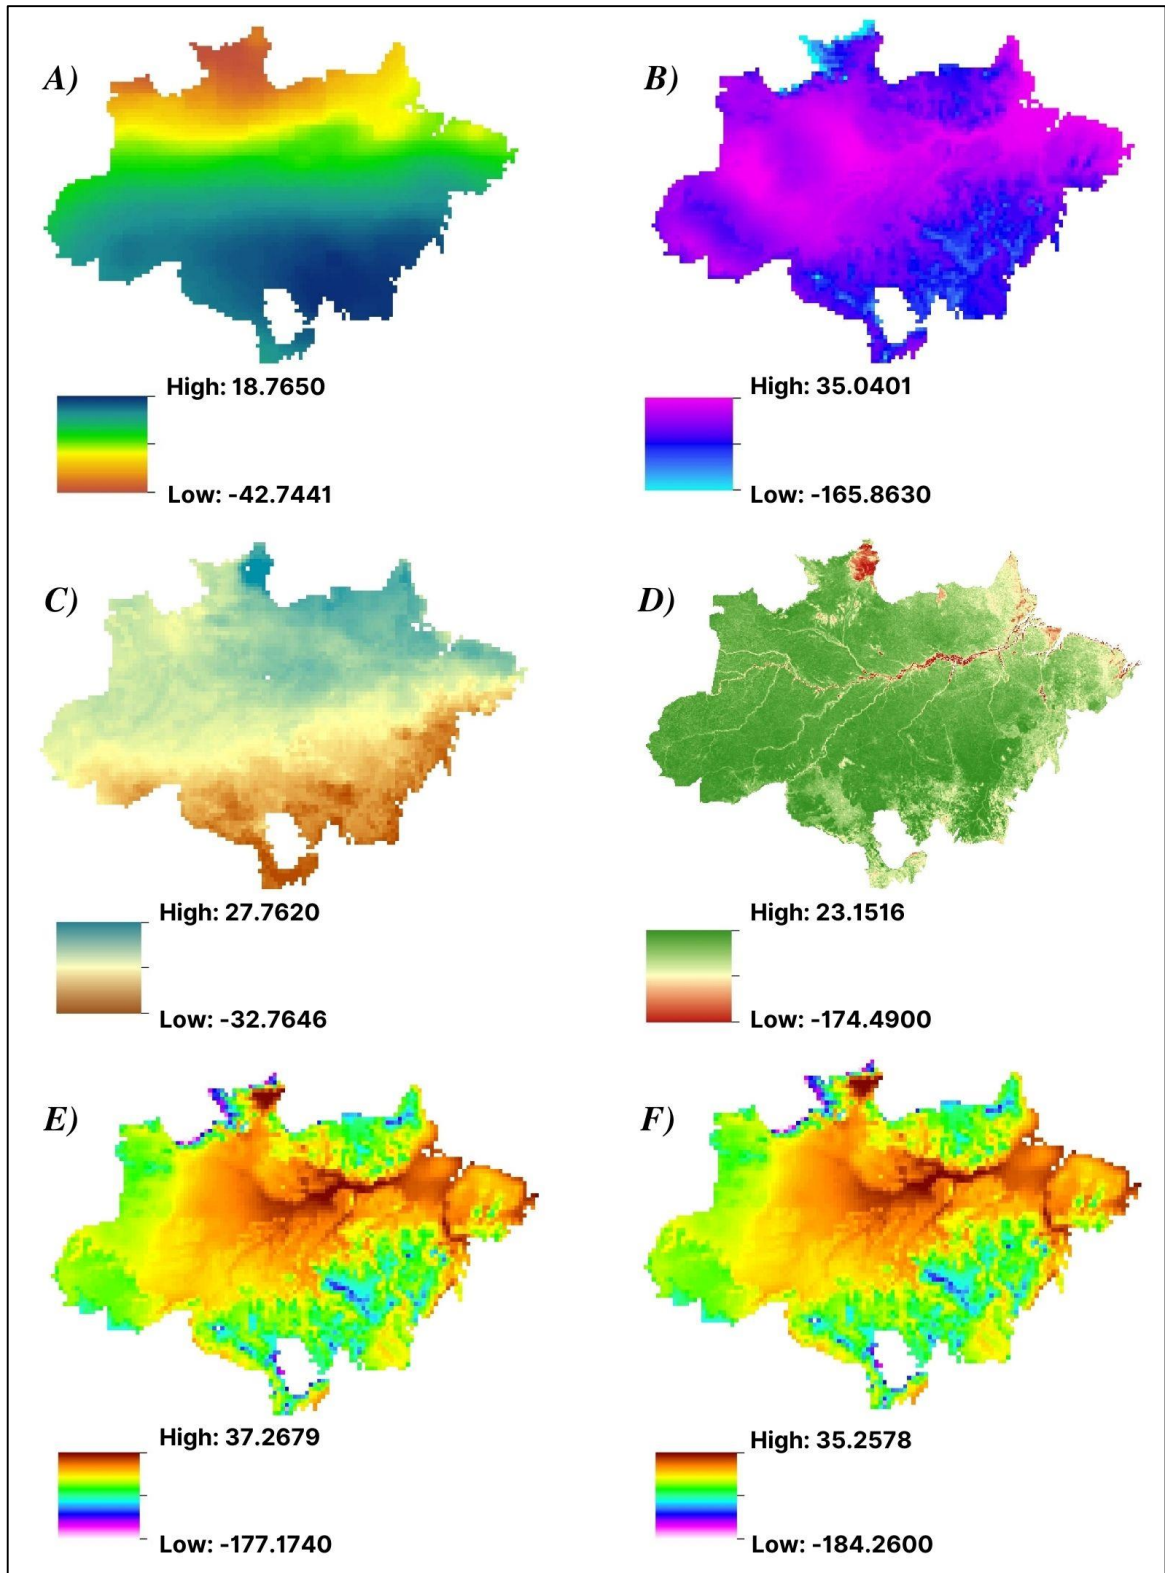 A)
B)
High: 18.7650
Low: -42.7441
High: 35.0401
Low: -165.8630
C)
D)
High: 27.7620
Low: -32.7646
High: 23.1516
Low: -174.4900
E)
F)
High: 37.2679
Low: -177.1740
High: 35.2578
Low: -184.2600